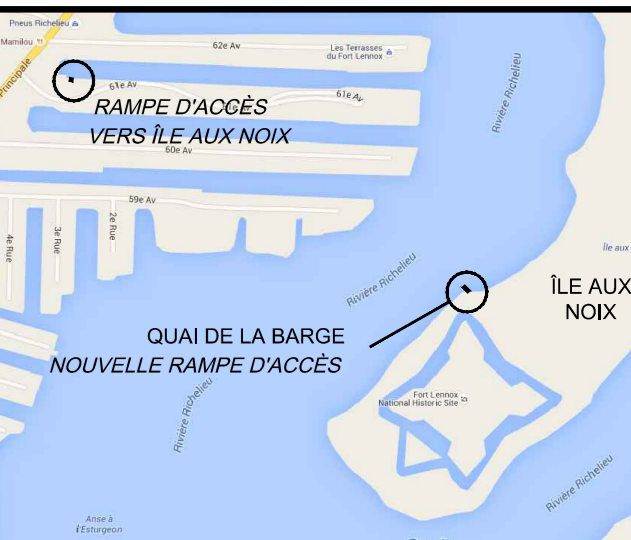 Pneus Richelieu
Mamilou
Principale
62e Av
Les Terrasses
du Fort Lennox
Rivière Richelieu
61e Av
61e Av
RAMPE D'ACCÈS
VERS ÎLE AUX NOIX
60e Av
59e Av
4e Rue
3e Rue
2e Rue
Île aux
Rivière Richelieu
ÎLE AUX
NOIX
QUAI DE LA BARGE
NOUVELLE RAMPE D'ACCÈS
Fort Lennox
National Historic Site
Rivière Richelieu
Rivière Richelieu
Anse à
l'Esturgeon